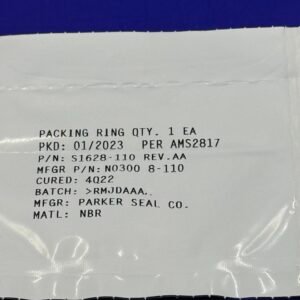 PACKING RING QTY. 1 EA
PKD: 01/2023 PER AMS2817
P/N: S1628-110 REV.AA
MFGR P/N: N0300 8-110
CURED: 4Q22
BATCH: >RMJDAAA..
MFGR: PARKER SEAL CO.
MATL: NBR